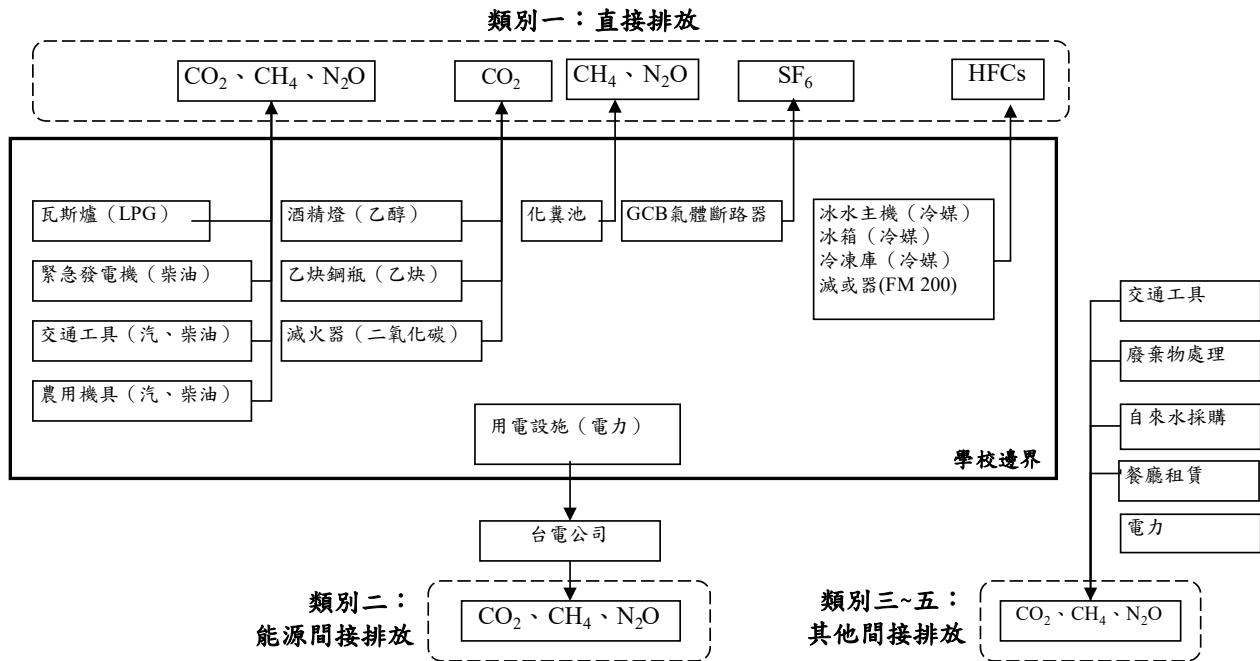 類別一：直接排放
CO₂、CH₄、N₂O
CO₂
CH₄、N₂O
SF₆
HFCs
瓦斯爐（LPG）
酒精燈（乙醇）
化糞池
GCB氣體斷路器
冰水主機（冷媒）
冰箱（冷媒）
冷凍庫（冷媒）
滅或器(FM 200)
緊急發電機（柴油）
乙炔鋼瓶（乙炔）
交通工具（汽、柴油）
滅火器（二氧化碳）
農用機具（汽、柴油）
用電設施（電力）
學校邊界
交通工具
廢棄物處理
自來水採購
餐廳租賃
電力
台電公司
類別二：
能源間接排放
CO₂、CH₄、N₂O
類別三~五：
其他間接排放
CO₂、CH₄、N₂O